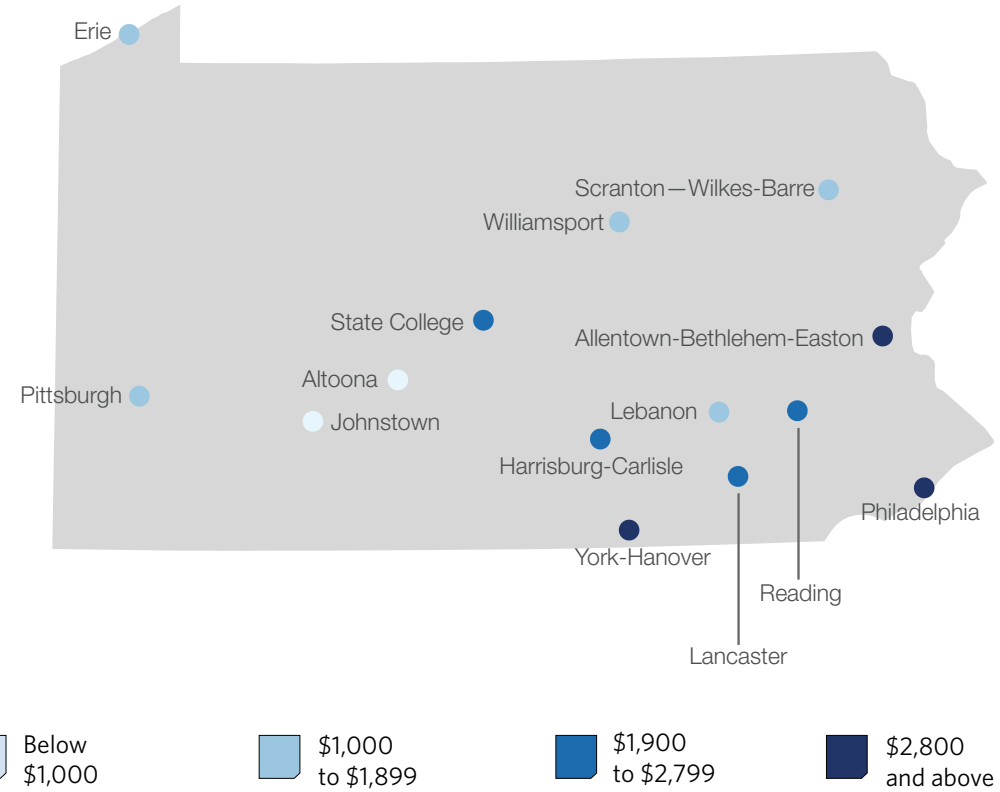 Erie
Scranton—Wilkes-Barre
Williamsport
State College
Allentown-Bethlehem-Easton
Altoona
Pittsburgh
Lebanon
Johnstown
Harrisburg-Carlisle
Philadelphia
York-Hanover
Reading
Lancaster
Below
$1,000
$1,000
to $1,899
$1,900
to $2,799
$2,800
and above